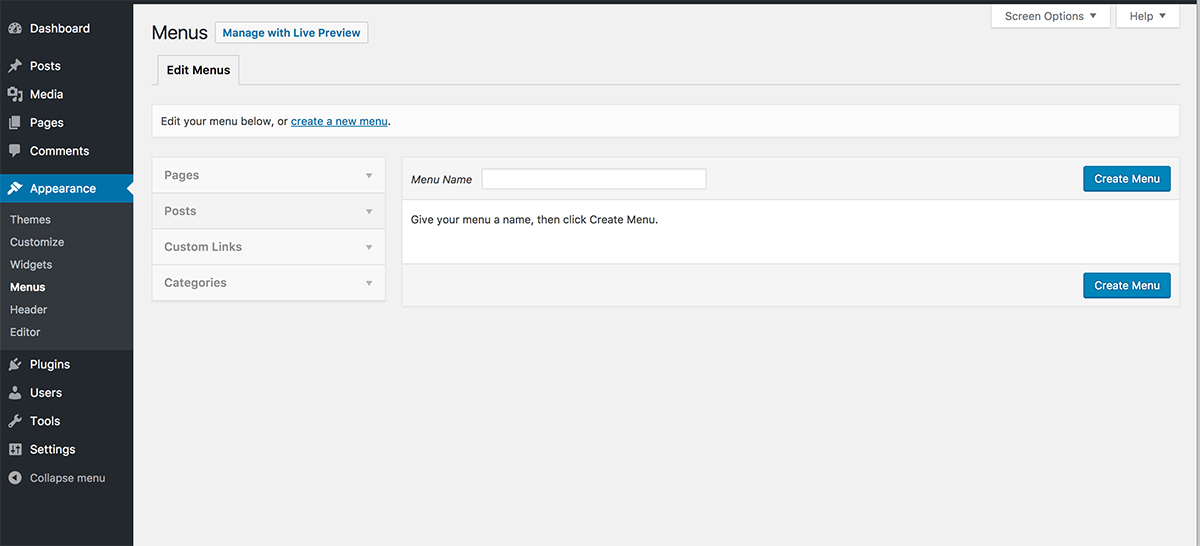 Dashboard
Posts
Media
Pages
Comments
Appearance
Themes
Customize
Widgets
Menus
Header
Editor
Plugins
Users
Tools
Settings
Collapse menu
Screen Options
Help
Menus
Manage with Live Preview
Edit Menus
Edit your menu below, or create a new menu.
Pages
Posts
Custom Links
Categories
Menu Name
Create Menu
Give your menu a name, then click Create Menu.
Create Menu